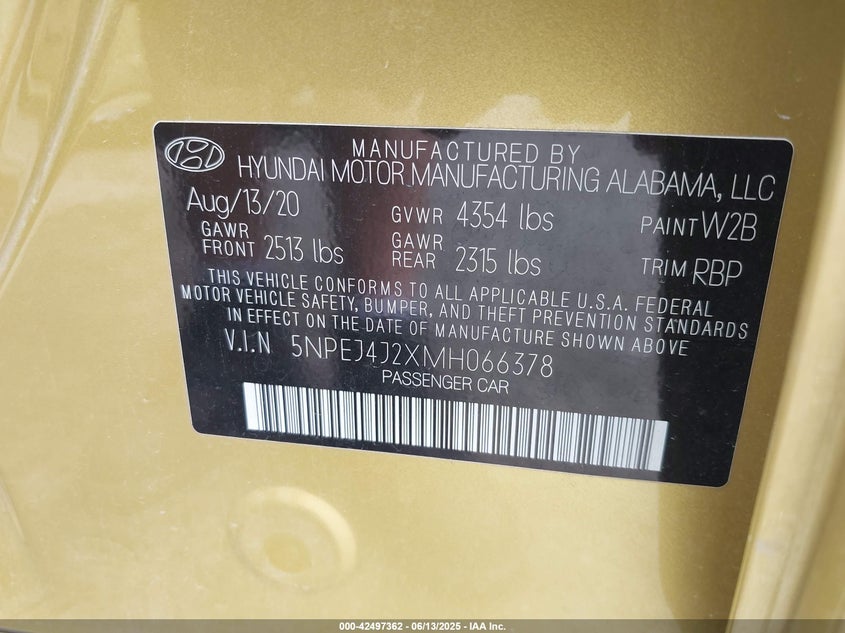 MANUFACTURED BY
HYUNDAI MOTOR MANUFACTURING ALABAMA, LLC
Aug/13/20 GVWR 4354 lbs PAINT W2B
GAWR FRONT 2513 lbs GAWR REAR 2315 lbs TRIM RBP
THIS VEHICLE CONFORMS TO ALL APPLICABLE U.S.A. FEDERAL
MOTOR VEHICLE SAFETY, BUMPER, AND THEFT PREVENTION STANDARDS
IN EFFECT ON THE DATE OF MANUFACTURE SHOWN ABOVE
V.I.N 5NPEJ4J2XMH066378
PASSENGER CAR
000-42497362 - 06/13/2025 - IAA Inc.